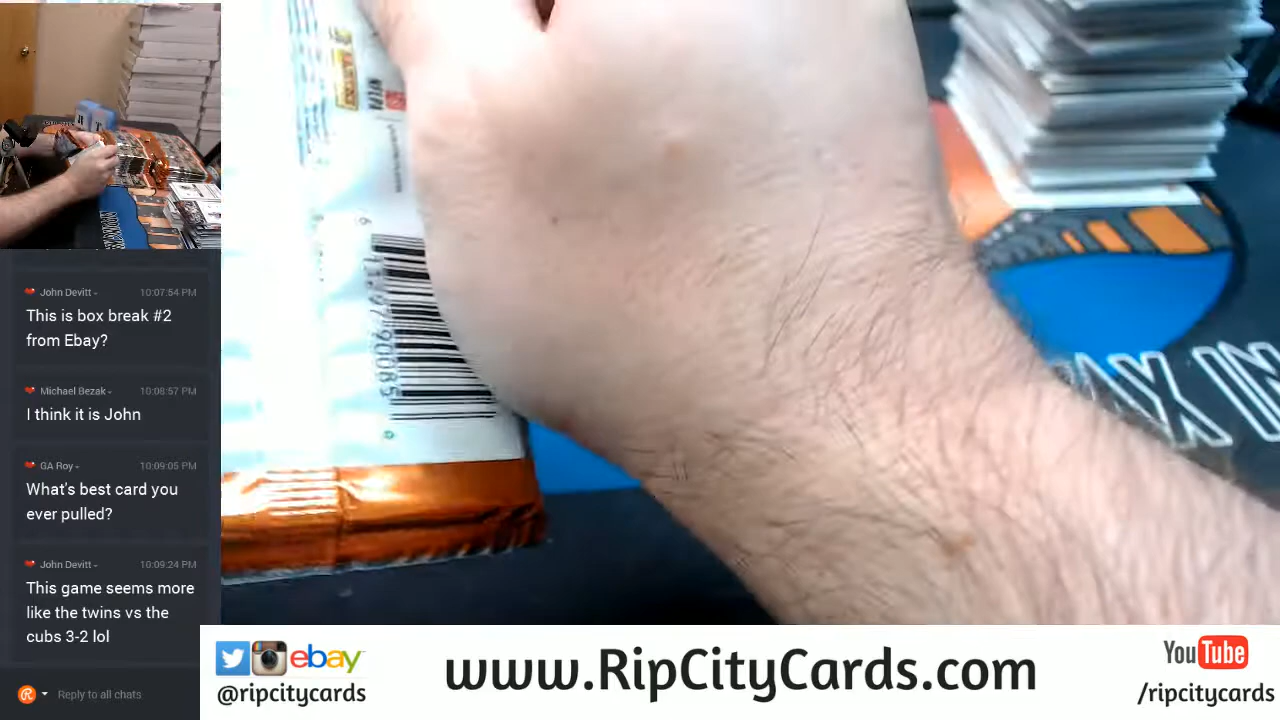 John Devitt -
10:07:54 PM
This is box break #2
from Ebay?
Michael Bezak -
10:08:57 PM
I think it is John
GA Roy -
10:09:05 PM
What's best card you
ever pulled?
John Devitt -
10:09:24 PM
This game seems more
like the twins vs the
cubs 3-2 lol
Reply to all chats
ebay
@ripcitycards
www.RipCityCards.com
YouTube
/ripcitycards